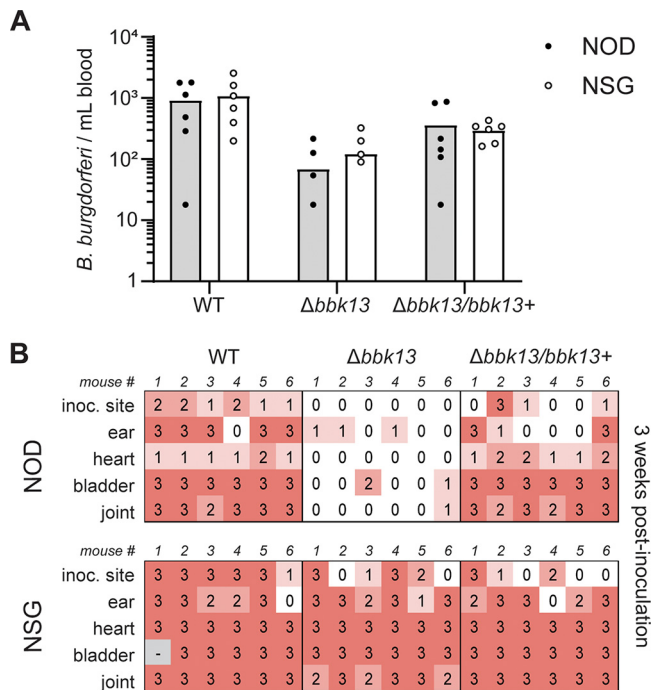 A
B. burgdorferi / mL blood
10⁴
10³
10²
10
1
WT
Δbbk13
Δbbk13/bbk13+
NOD
NSG
B
WT Δbbk13 Δbbk13/bbk13+
NOD
mouse # 1 2 3 4 5 6 1 2 3 4 5 6 1 2 3 4 5 6
inoc. site 2 2 1 2 1 1 0 0 0 0 0 0 0 3 1 0 0 1
ear 3 3 3 0 3 3 1 1 0 1 0 0 3 1 0 0 0 3
heart 1 1 1 1 2 1 0 0 0 0 0 0 1 2 2 1 1 2
bladder 3 3 3 3 3 3 0 0 2 0 0 1 3 3 3 3 3 3
joint 3 3 2 3 3 3 0 0 0 0 0 1 3 2 3 2 3 3
NSG
mouse # 1 2 3 4 5 6 1 2 3 4 5 6 1 2 3 4 5 6
inoc. site 3 3 3 3 3 1 3 0 1 3 2 0 3 1 0 2 0 0
ear 3 3 2 2 3 0 3 3 2 3 1 3 2 3 3 0 2 3
heart 3 3 3 3 3 3 3 3 3 3 3 3 3 3 3 3 3 3
bladder - 3 3 3 3 3 3 3 3 3 3 3 3 3 3 3 3 3
joint 3 3 3 3 3 3 2 3 2 3 3 2 3 3 3 3 3 3
3 weeks post-inoculation